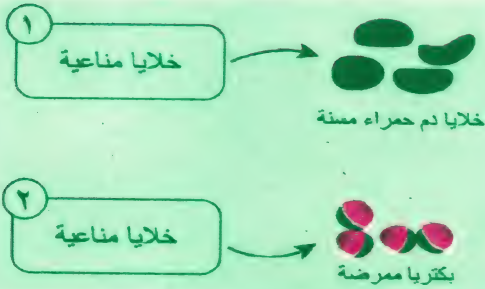 ١
خلايا مناعية
خلايا دم حمراء مسنة
٢
خلايا مناعية
بكتريا ممرضة